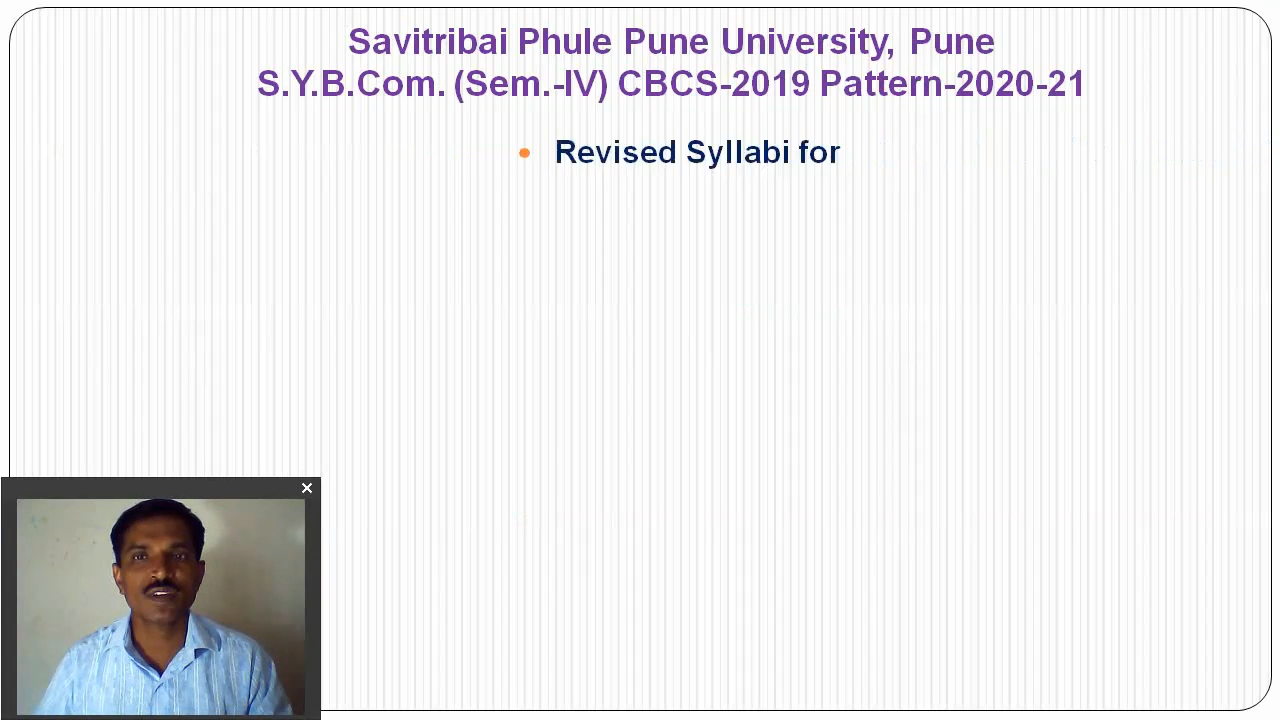 Savitribai Phule Pune University, Pune
S.Y.B.Com. (Sem.-IV) CBCS-2019 Pattern-2020-21
• Revised Syllabi for